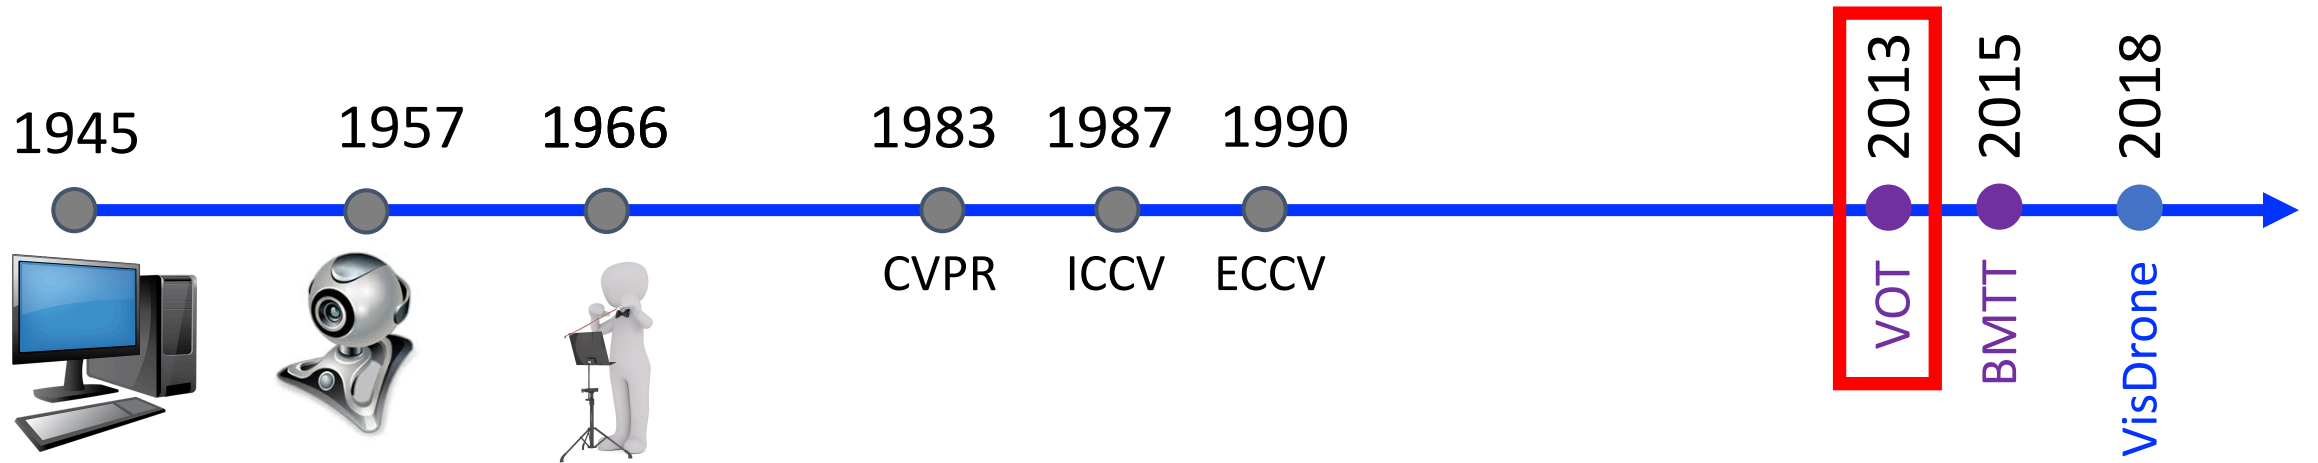 1945
1957
1966
1983
1987
1990
2013
2015
2018
CVPR
ICCV
ECCV
VOT
BMTT
VisDrone